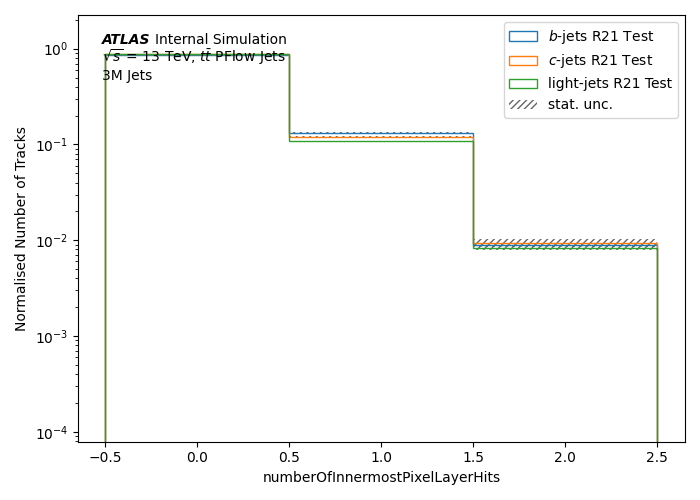 ATLAS Internal Simulation
√s = 13 TeV, tt̄ PFlow Jets
3M Jets
b-jets R21 Test
c-jets R21 Test
light-jets R21 Test
stat. unc.
Normalised Number of Tracks
10⁰
10⁻¹
10⁻²
10⁻³
10⁻⁴
−0.5 0.0 0.5 1.0 1.5 2.0 2.5
numberOfInnermostPixelLayerHits